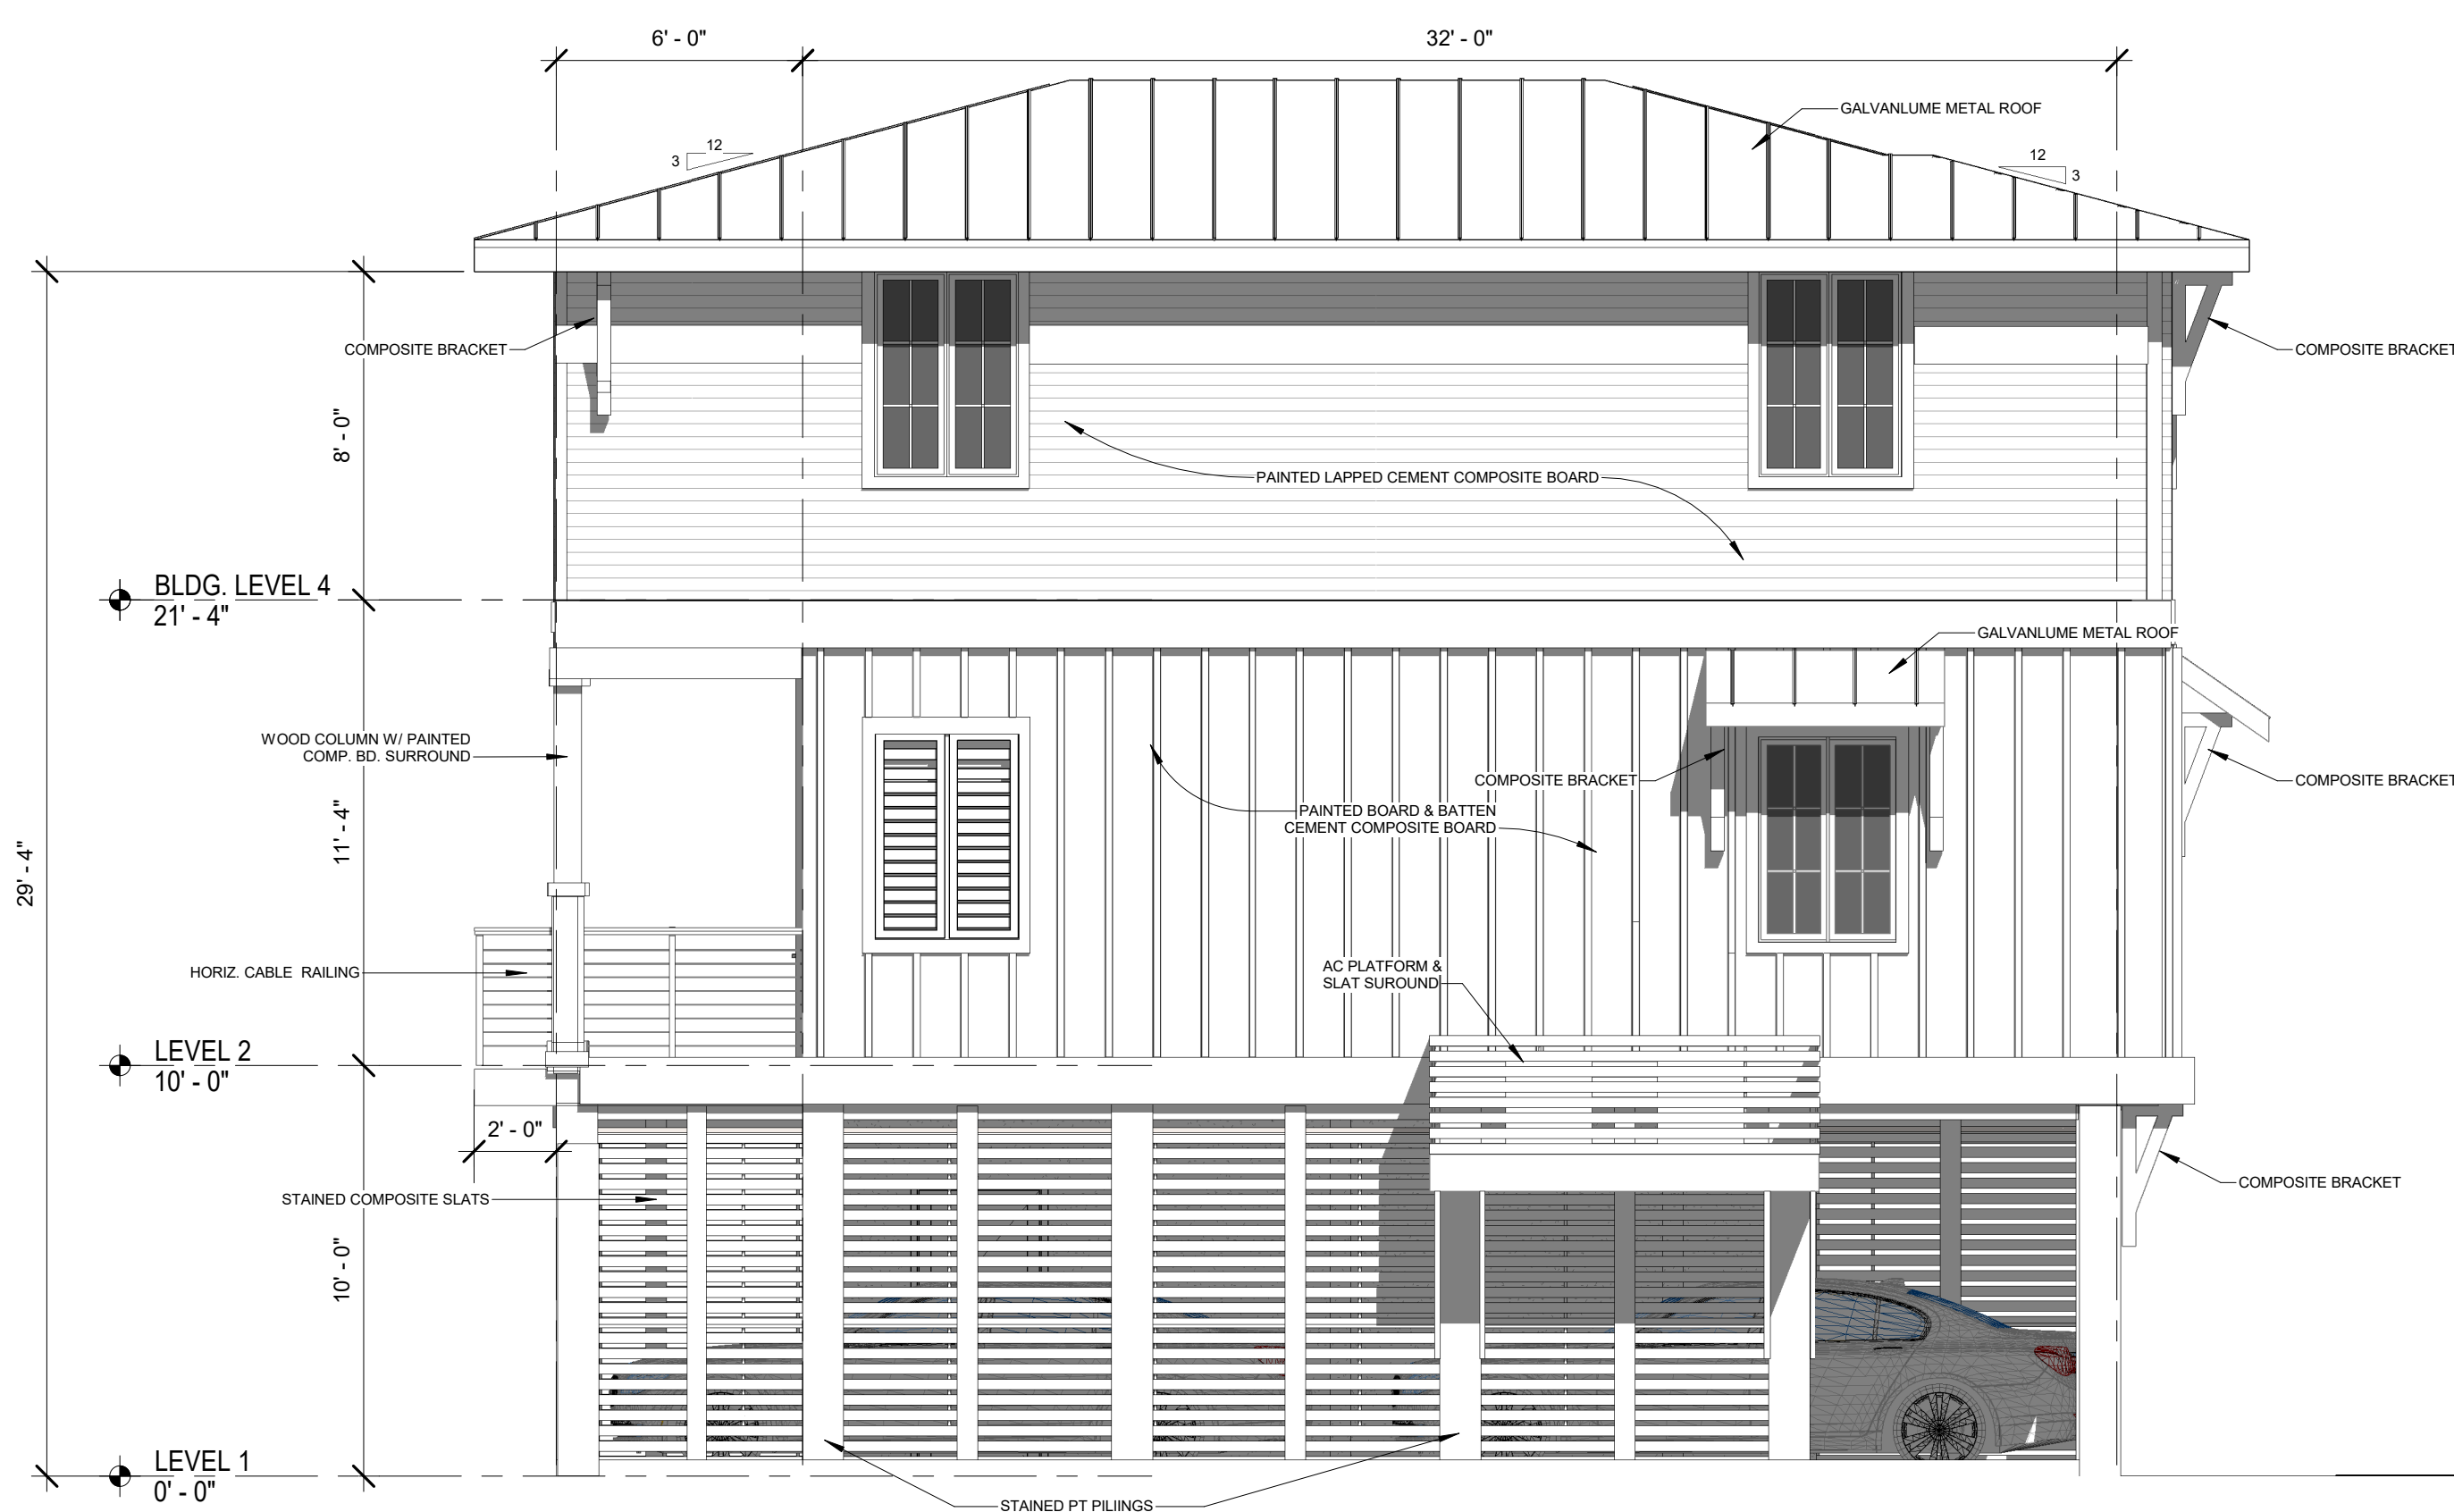 6' - 0"
32' - 0"
GALVANLUME METAL ROOF
12
3
12
3
COMPOSITE BRACKET
COMPOSITE BRACKET
8' - 0"
PAINTED LAPPED CEMENT COMPOSITE BOARD
BLDG. LEVEL 4
21' - 4"
GALVANLUME METAL ROOF
WOOD COLUMN W/ PAINTED
COMP. BD. SURROUND
COMPOSITE BRACKET
COMPOSITE BRACKET
PAINTED BOARD & BATTEN
CEMENT COMPOSITE BOARD
11' - 4"
29' - 4"
HORIZ. CABLE RAILING
AC PLATFORM &
SLAT SUROUND
LEVEL 2
10' - 0"
2' - 0"
STAINED COMPOSITE SLATS
COMPOSITE BRACKET
10' - 0"
LEVEL 1
0' - 0"
STAINED PT PILIINGS